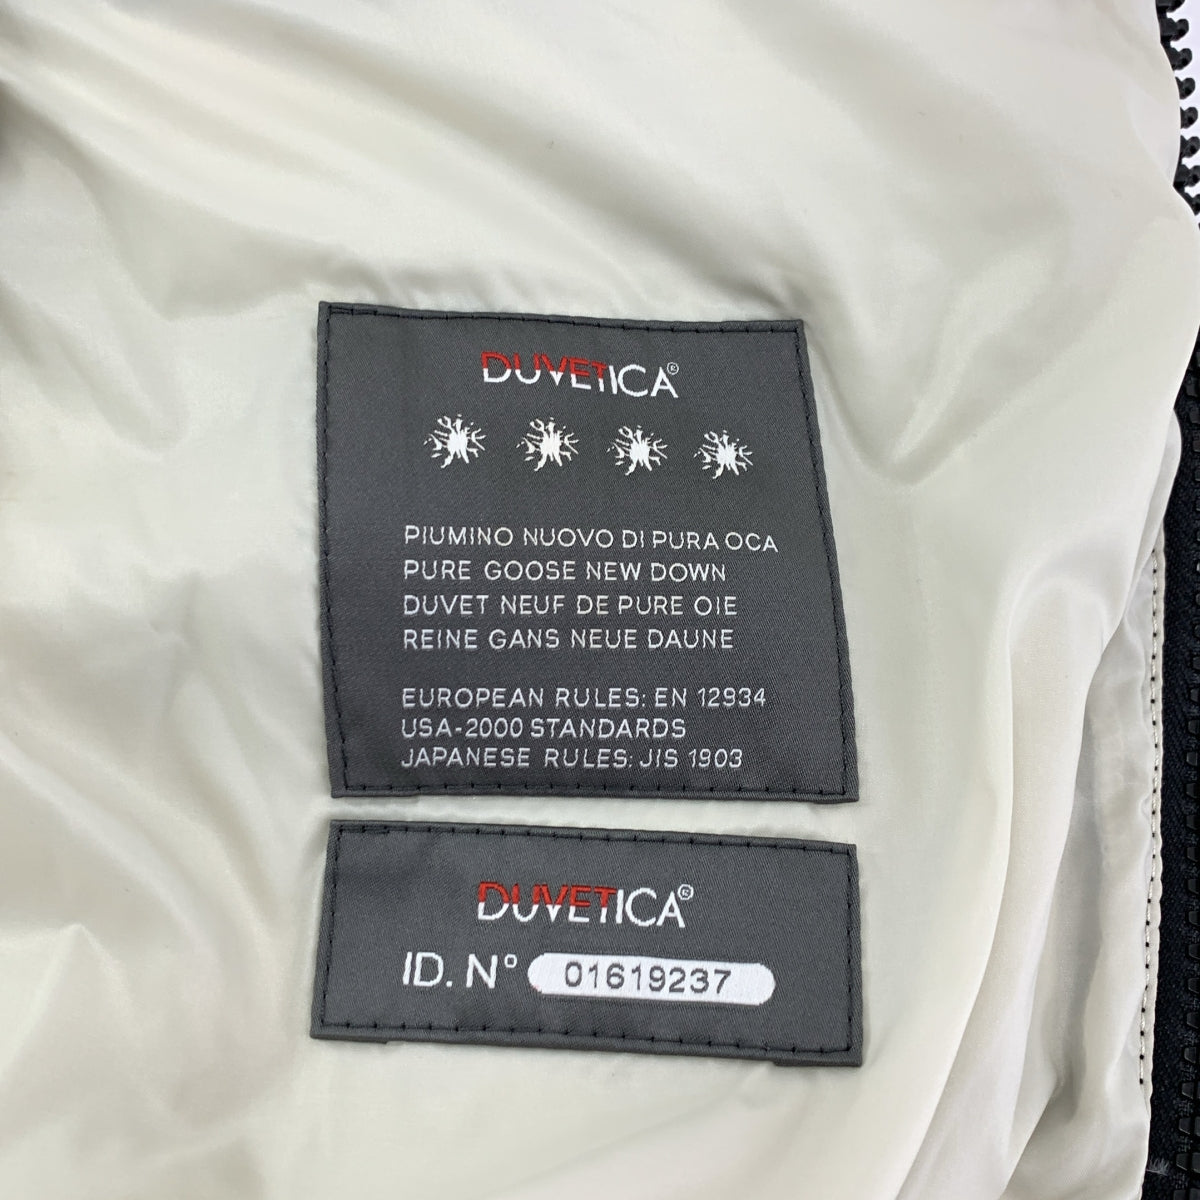 DUVETICA®
PIUMINO NUOVO DI PURA OCA
PURE GOOSE NEW DOWN
DUVET NEUF DE PURE OIE
REINE GANS NEUE DAUNE
EUROPEAN RULES: EN 12934
USA-2000 STANDARDS
JAPANESE RULES: JIS 1903
DUVETICA®
ID. N° 01619237